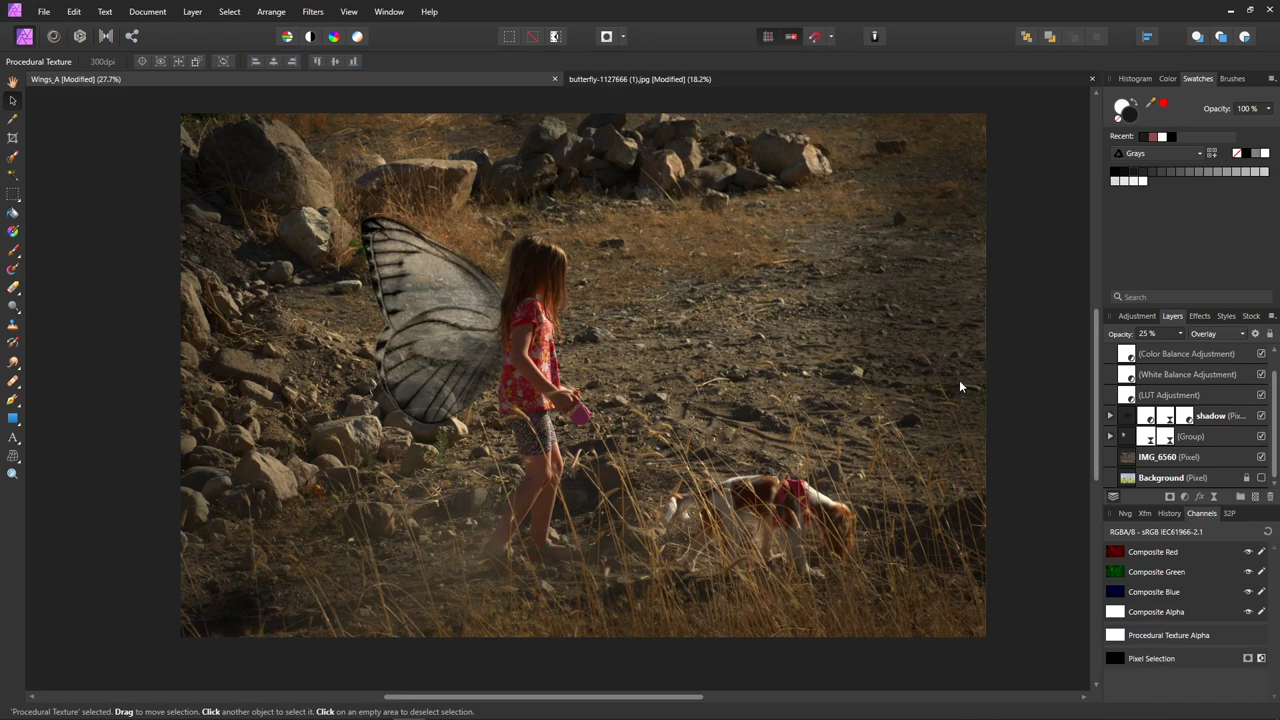 File Edit Text Document Layer Select Arrange Filters View Window Help
Procedural Texture 300dpi
Wings_A [Modified] (27.7%)
butterfly-1127666 (1).jpg [Modified] (18.2%)
Histogram Color Swatches Brushes
Opacity: 100 %
Recent:
Grays
Search
Adjustment Layers Effects Styles Stock
Opacity: 25 % Overlay
(Color Balance Adjustment)
(White Balance Adjustment)
(LUT Adjustment)
shadow (Pix...
(Group)
IMG_6560 (Pixel)
Background (Pixel)
fx
Nvg Xfm History Channels 32P
RGBA/8 - sRGB IEC61966-2.1
Composite Red
Composite Green
Composite Blue
Composite Alpha
Procedural Texture Alpha
Pixel Selection
'Procedural Texture' selected. Drag to move selection. Click another object to select it. Click on an empty area to deselect selection.